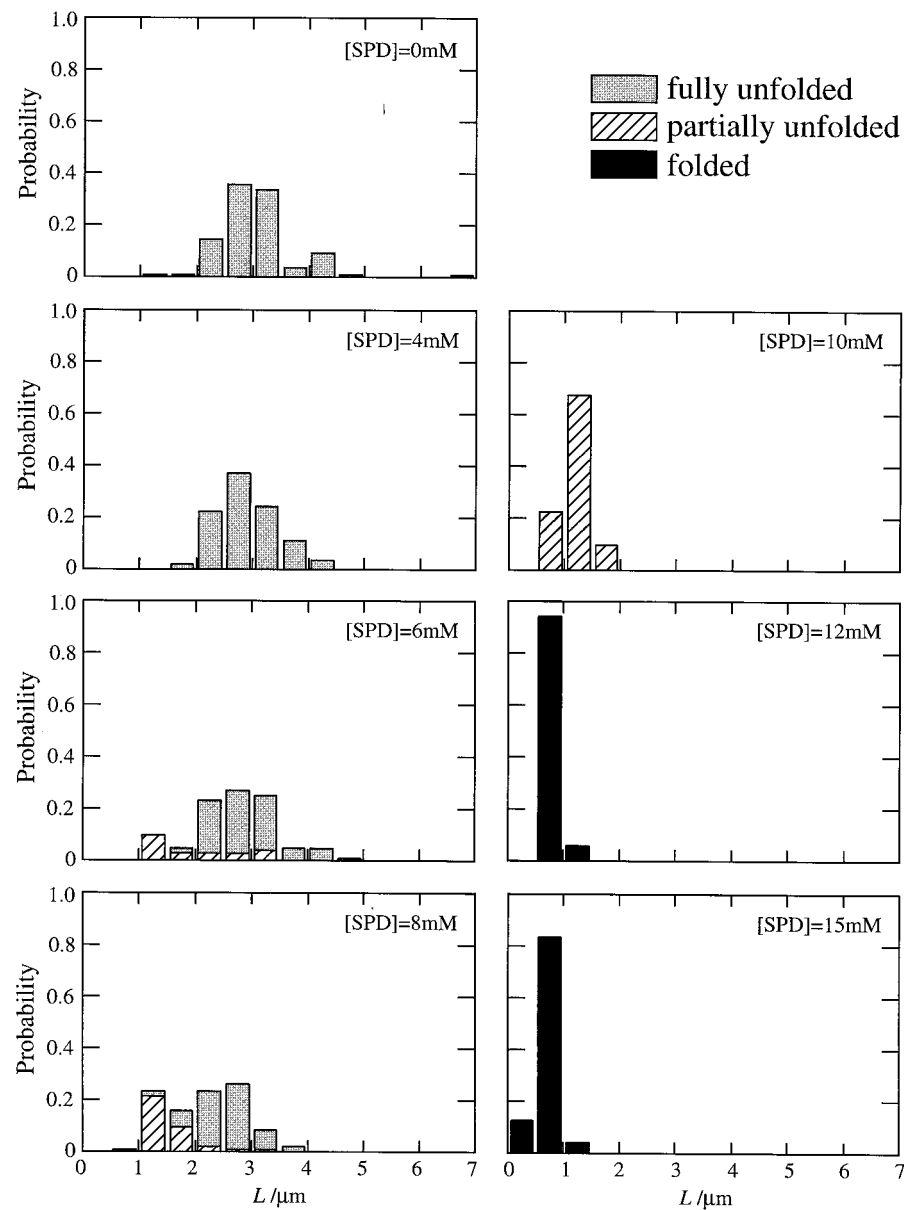 1.0
[SPD]=0mM
0.8
0.6
0.4
0.2
0
Probability
fully unfolded
partially unfolded
folded
1.0
[SPD]=4mM
0.8
0.6
0.4
0.2
0
Probability
[SPD]=10mM
1.0
[SPD]=6mM
0.8
0.6
0.4
0.2
0
Probability
[SPD]=12mM
1.0
[SPD]=8mM
0.8
0.6
0.4
0.2
0
Probability
0 1 2 3 4 5 6 7
L /μm
[SPD]=15mM
0 1 2 3 4 5 6 7
L /μm